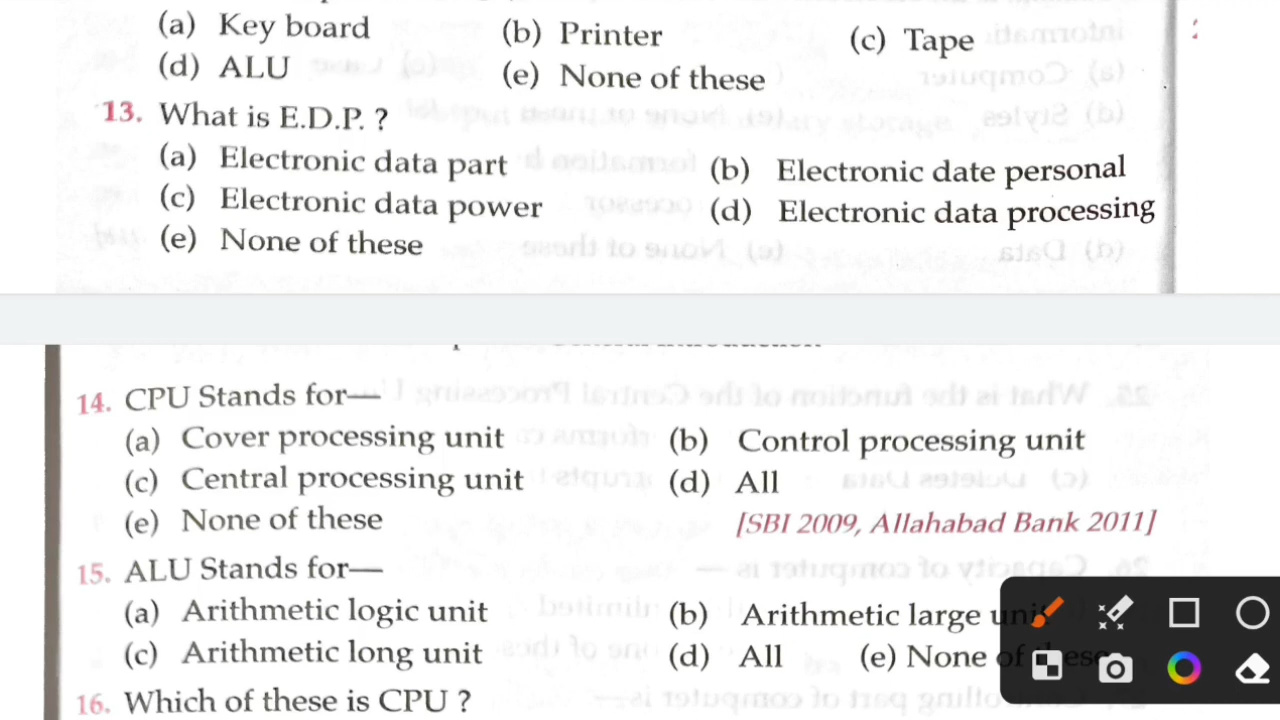 (a) Key board (b) Printer (c) Tape
(d) ALU (e) None of these
13. What is E.D.P. ?
(a) Electronic data part (b) Electronic date personal
(c) Electronic data power (d) Electronic data processing
(e) None of these
14. CPU Stands for—
(a) Cover processing unit (b) Control processing unit
(c) Central processing unit (d) All
(e) None of these [SBI 2009, Allahabad Bank 2011]
15. ALU Stands for—
(a) Arithmetic logic unit (b) Arithmetic large unit
(c) Arithmetic long unit (d) All (e) None of these
16. Which of these is CPU ?